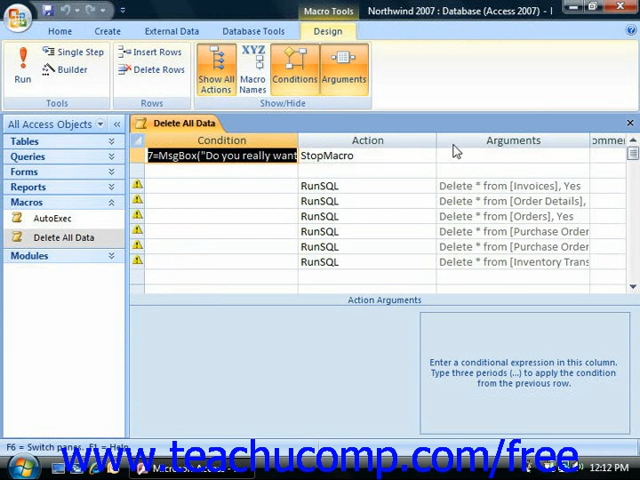 Macro Tools
Northwind 2007 : Database (Access 2007) -
Home Create External Data Database Tools Design
Run
Single Step
Builder
Tools
Insert Rows
Delete Rows
Rows
Show All Actions
Macro Names
Conditions
Arguments
Show/Hide
All Access Objects
Tables
Queries
Forms
Reports
Macros
AutoExec
Delete All Data
Modules
Delete All Data
Condition Action Arguments
7=MsgBox("Do you really want StopMacro
RunSQL Delete * from [Invoices], Yes
RunSQL Delete * from [Order Details],
RunSQL Delete * from [Orders], Yes
RunSQL Delete * from [Purchase Order
RunSQL Delete * from [Purchase Order
RunSQL Delete * from [Inventory Trans
Action Arguments
Enter a conditional expression in this column.
Type three periods (...) to apply the condition
from the previous row.
F6 = Switch panes. F1 = Help
www.teachucomp.com/free
12:12 PM